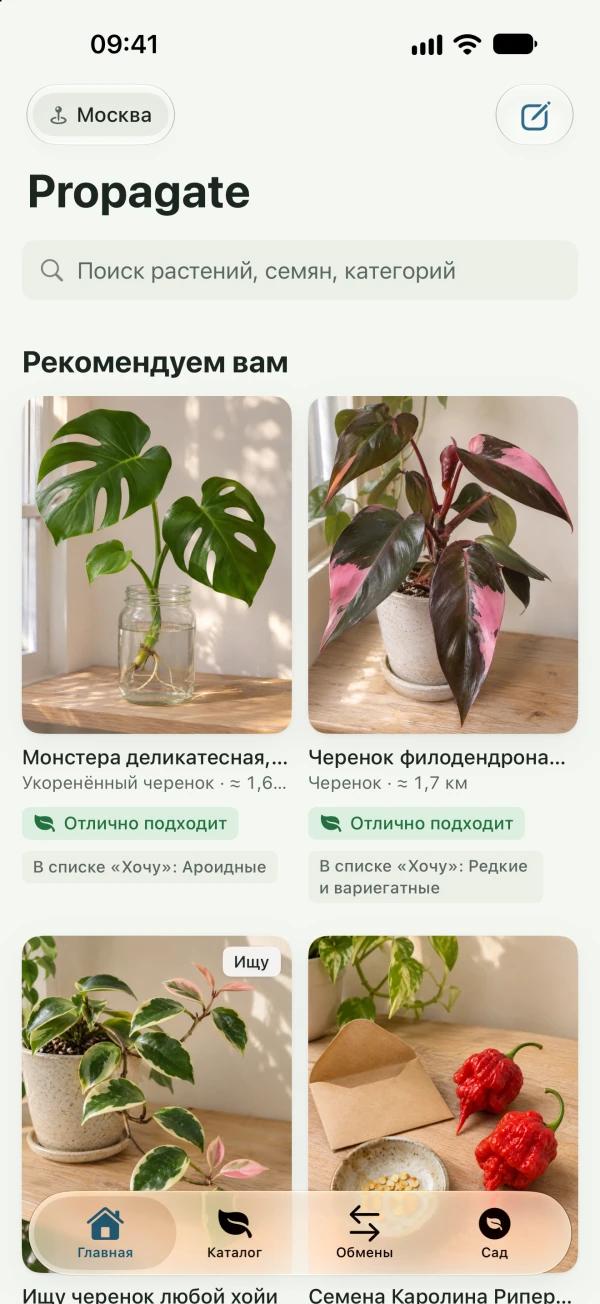 09:41
Москва
Propagate
Поиск растений, семян, категорий
Рекомендуем вам
Монстера деликатесная,...
Укоренённый черенок · ≈ 1,6...
Отлично подходит
В списке «Хочу»: Ароидные
Черенок филодендрона...
Черенок · ≈ 1,7 км
Отлично подходит
В списке «Хочу»: Редкие
и вариегатные
Ищу
Главная
Каталог
Обмены
Сад
Ищу черенок любой хойи
Семена Каролина Рипер...